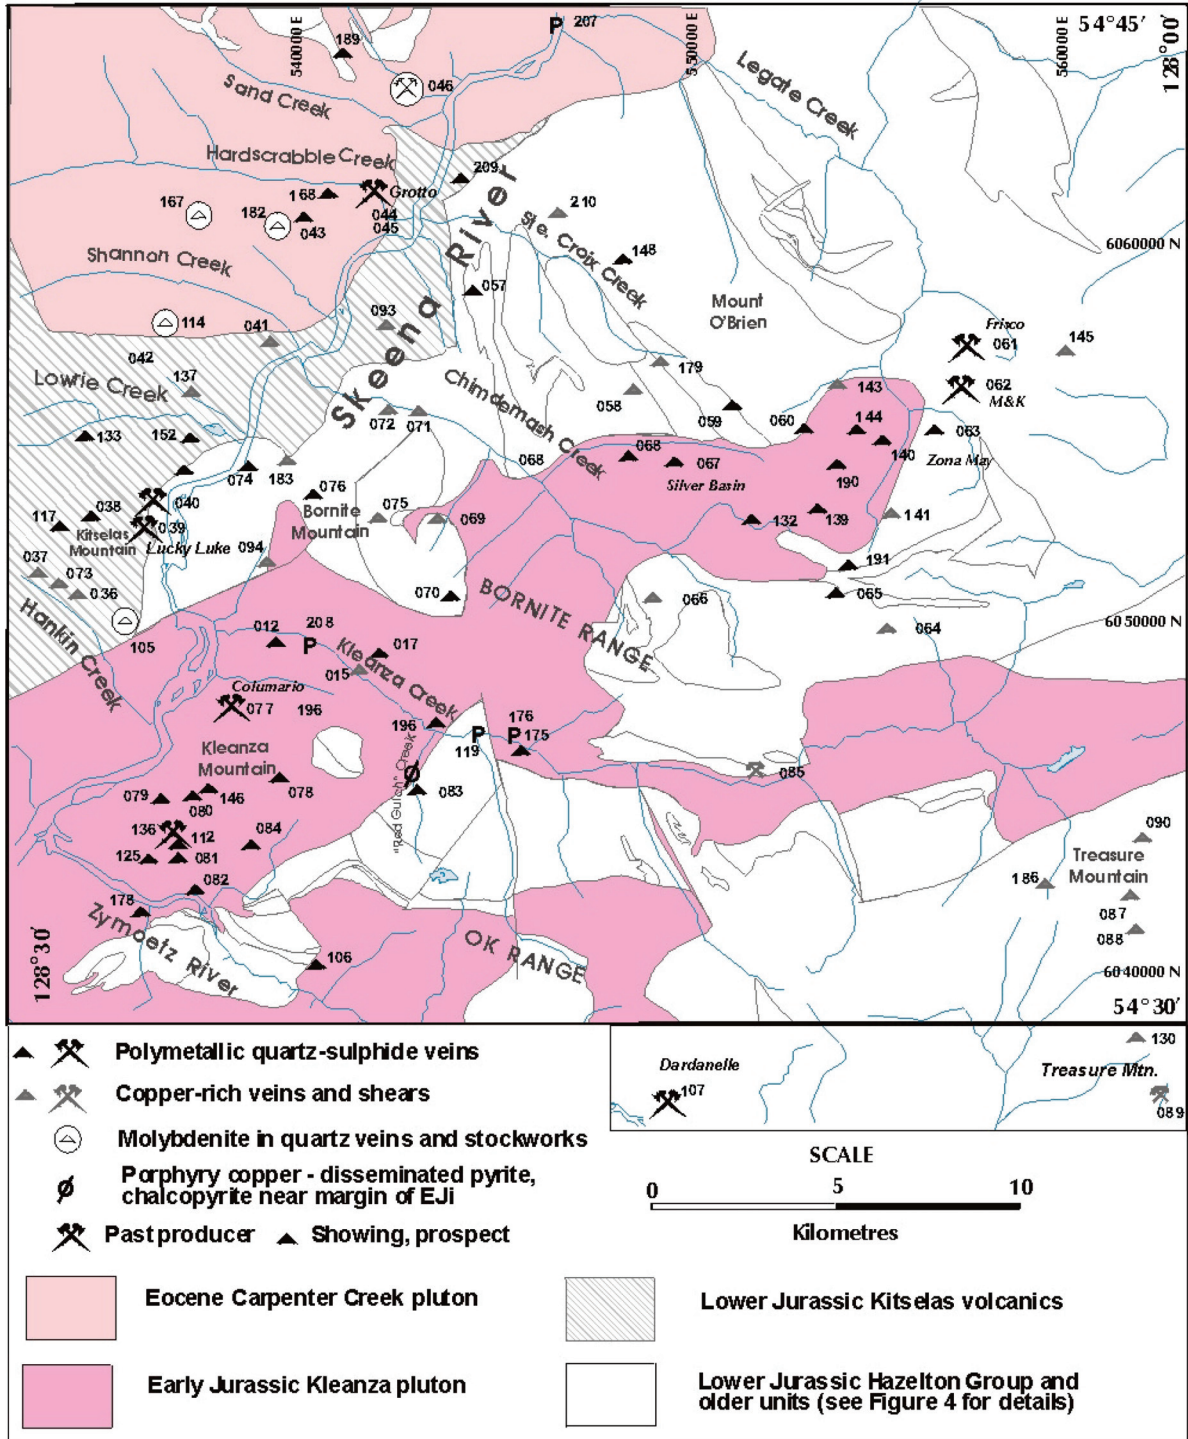 189
540000 E
P 207
550000 E
560000 E
54°45′
128°00′
046
Sand Creek
Legate Creek
Hardscrabble Creek
209
167
182
168
Grotto
043
044
045
210
Ste. Croix Creek
148
6060000 N
Shannon Creek
Skeena River
057
114
041
093
Mount
O'Brien
Frisco
061
145
042
Lowrie Creek
137
Chimdemash Creek
179
058
143
062
M&K
133
152
072
071
059
060
144
063
140
Zona May
074
183
068
068
067
Silver Basin
190
038
040
076
Bornite
Mountain
075
069
117
Kitselas
Mountain
039
Lucky Luke
132
139
141
037
094
073
036
070
191
BORNITE RANGE
066
065
064
6050000 N
Hankin Creek
105
012
208
P
017
015
Kleanza Creek
Columario
077
196
196
176
P
P
119
175
Kleanza
Mountain
"Red Gulch" Creek
085
079
080
146
078
083
136
112
084
125
081
090
Treasure
Mountain
186
082
087
178
088
Zymoetz River
106
OK RANGE
128°30′
6040000 N
54°30′
Polymetallic quartz-sulphide veins
Copper-rich veins and shears
Molybdenite in quartz veins and stockworks
Porphyry copper - disseminated pyrite,
chalcopyrite near margin of EJi
Past producer
Showing, prospect
Dardanelle
107
130
Treasure Mtn.
089
SCALE
0 5 10
Kilometres
Eocene Carpenter Creek pluton
Lower Jurassic Kitselas volcanics
Early Jurassic Kleanza pluton
Lower Jurassic Hazelton Group and
older units (see Figure 4 for details)